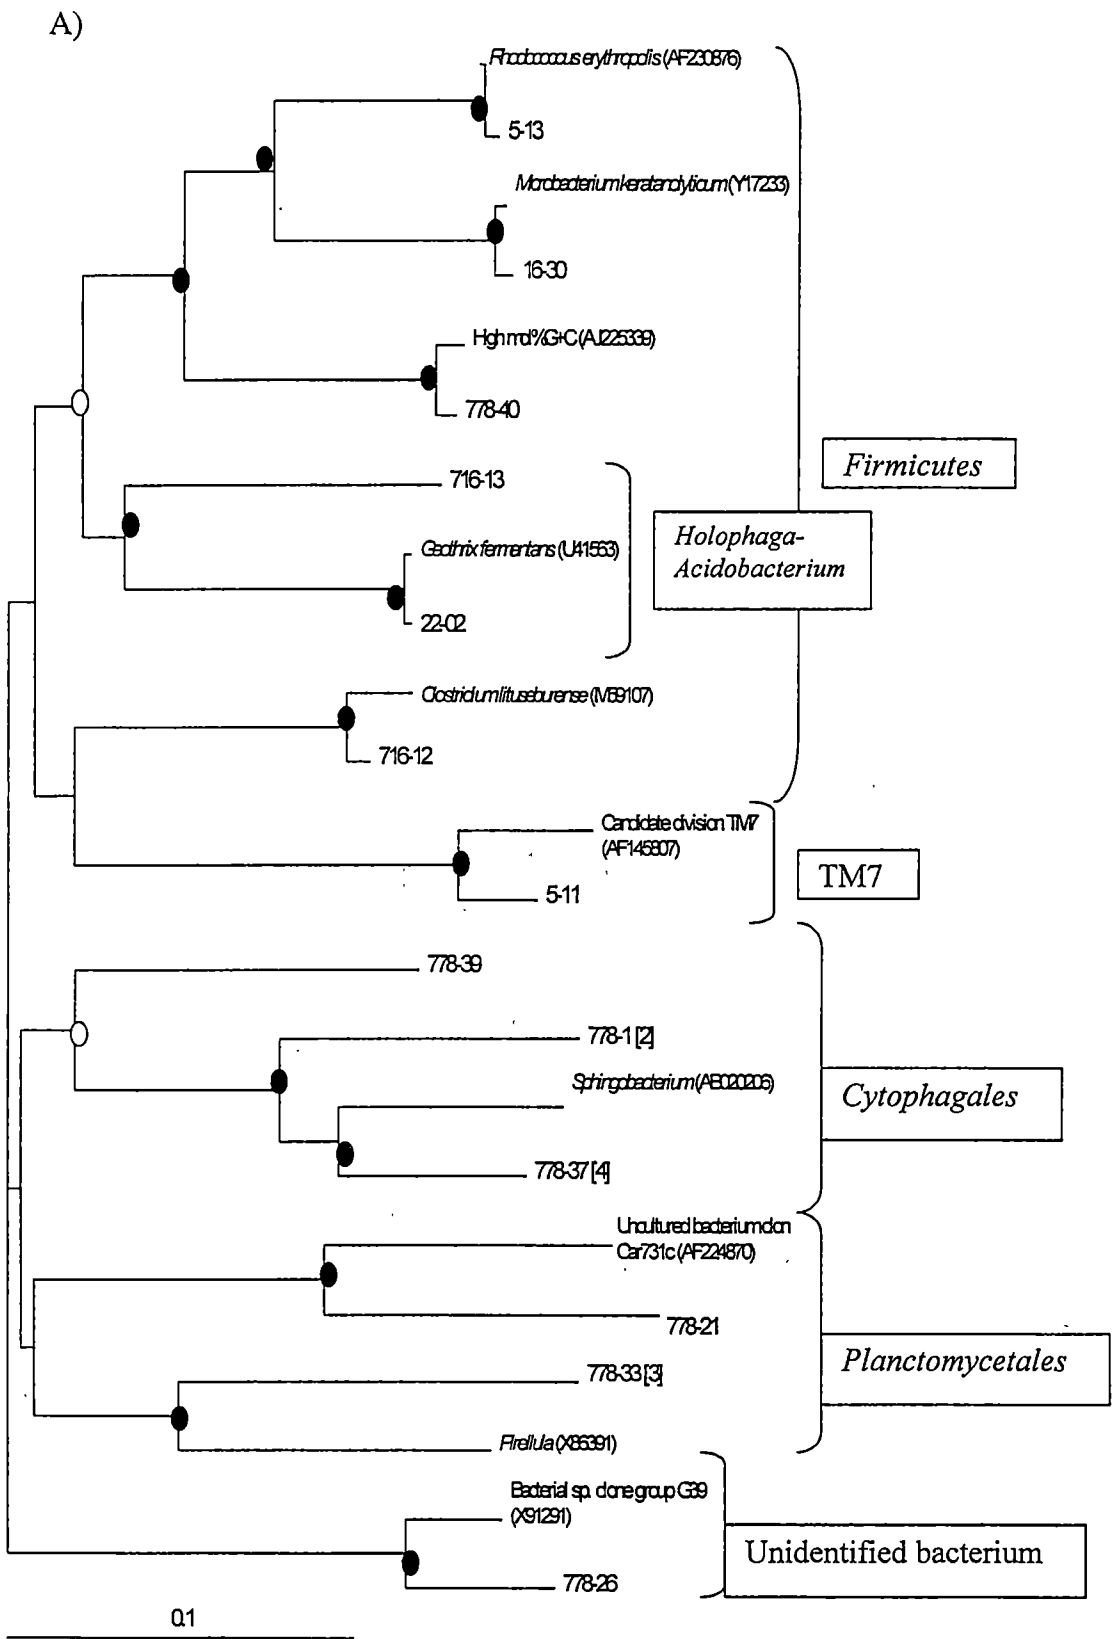 A)
Rhodococcus erythropolis (AF230876)
5-13
Microbacterium keratanolyticum (Y17233)
16-30
High mol%G+C (AJ225339)
778-40
Firmicutes
716-13
Holophaga-
Acidobacterium
Geothrix fermentans (U41563)
22-02
Clostridium lituseburense (M59107)
716-12
Candidate division TM7
(AF145807)
TM7
5-11
778-39
778-1 [2]
Sphingobacterium (AB020206)
Cytophagales
778-37 [4]
Uncultured bacterium clon
Car731c (AF224870)
778-21
Planctomycetales
778-33 [3]
Pirellula (X86391)
Bacterial sp. clone group G39
(X91291)
Unidentified bacterium
778-26
0.1